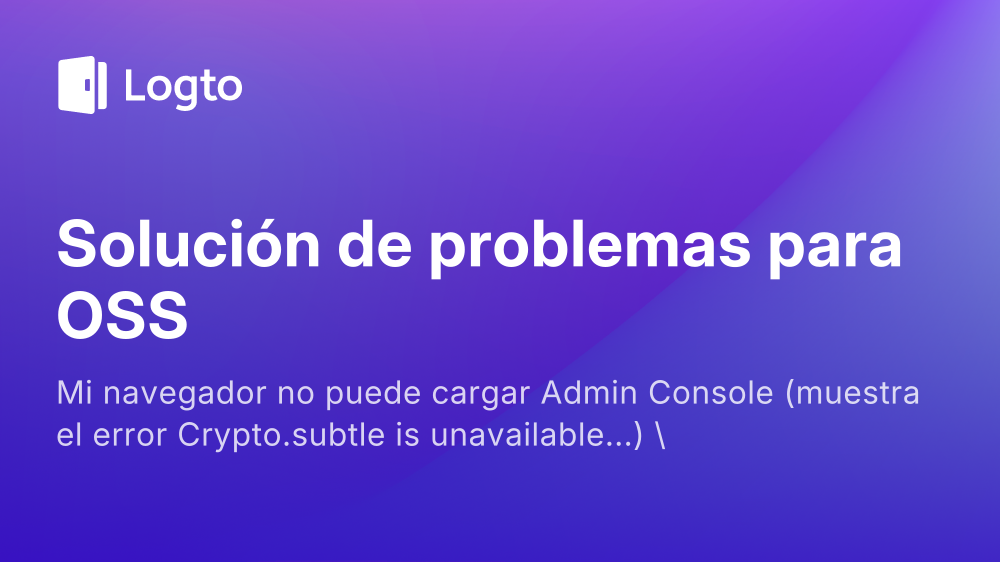 Logto
Solución de problemas para
OSS
Mi navegador no puede cargar Admin Console (muestra
el error Crypto.subtle is unavailable...) \